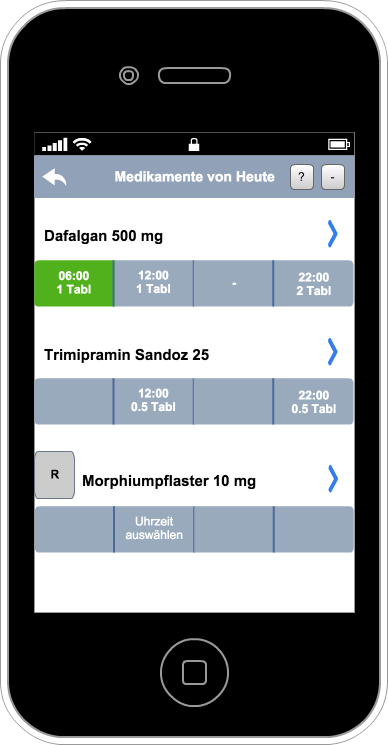 Medikamente von Heute ? -
Dafalgan 500 mg
06:00 12:00 - 22:00
1 Tabl 1 Tabl 2 Tabl
Trimipramin Sandoz 25
12:00 22:00
0.5 Tabl 0.5 Tabl
R Morphiumpflaster 10 mg
Uhrzeit
auswählen